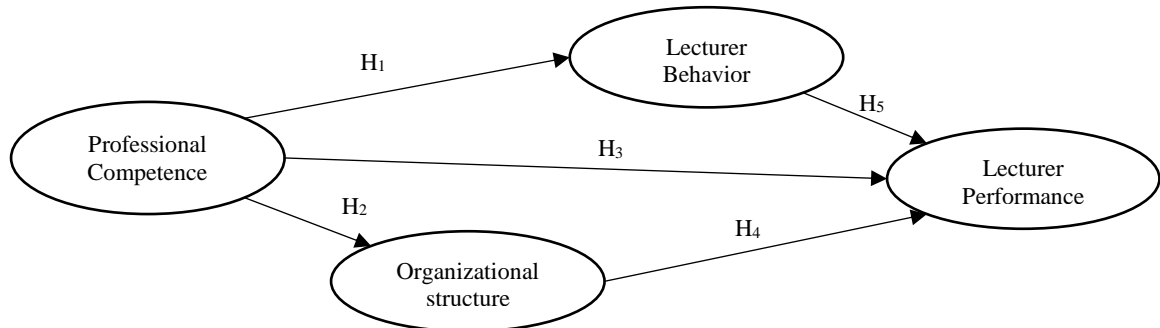 Lecturer
Behavior
H1
H5
Professional
Competence
H3
Lecturer
Performance
H2
H4
Organizational
structure